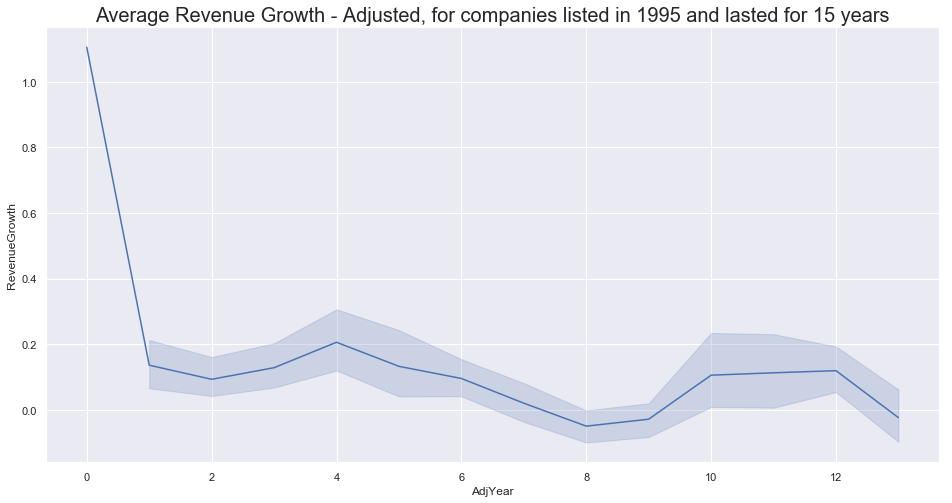 Average Revenue Growth - Adjusted, for companies listed in 1995 and lasted for 15 years
RevenueGrowth
1.0
0.8
0.6
0.4
0.2
0.0
0 2 4 6 8 10 12
AdjYear